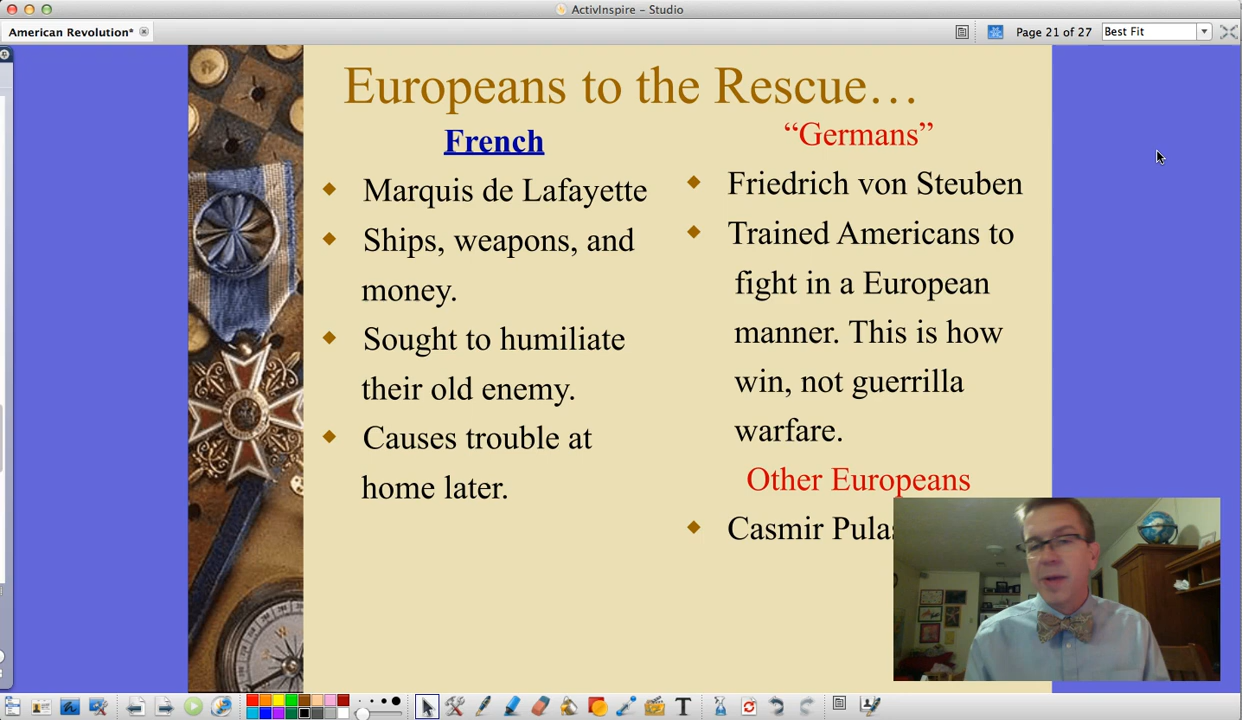 ActivInspire – Studio
American Revolution*
Page 21 of 27
Best Fit
Europeans to the Rescue…
French
Marquis de Lafayette
Ships, weapons, and
money.
Sought to humiliate
their old enemy.
Causes trouble at
home later.
“Germans”
Friedrich von Steuben
Trained Americans to
fight in a European
manner. This is how
win, not guerrilla
warfare.
Other Europeans
Casmir